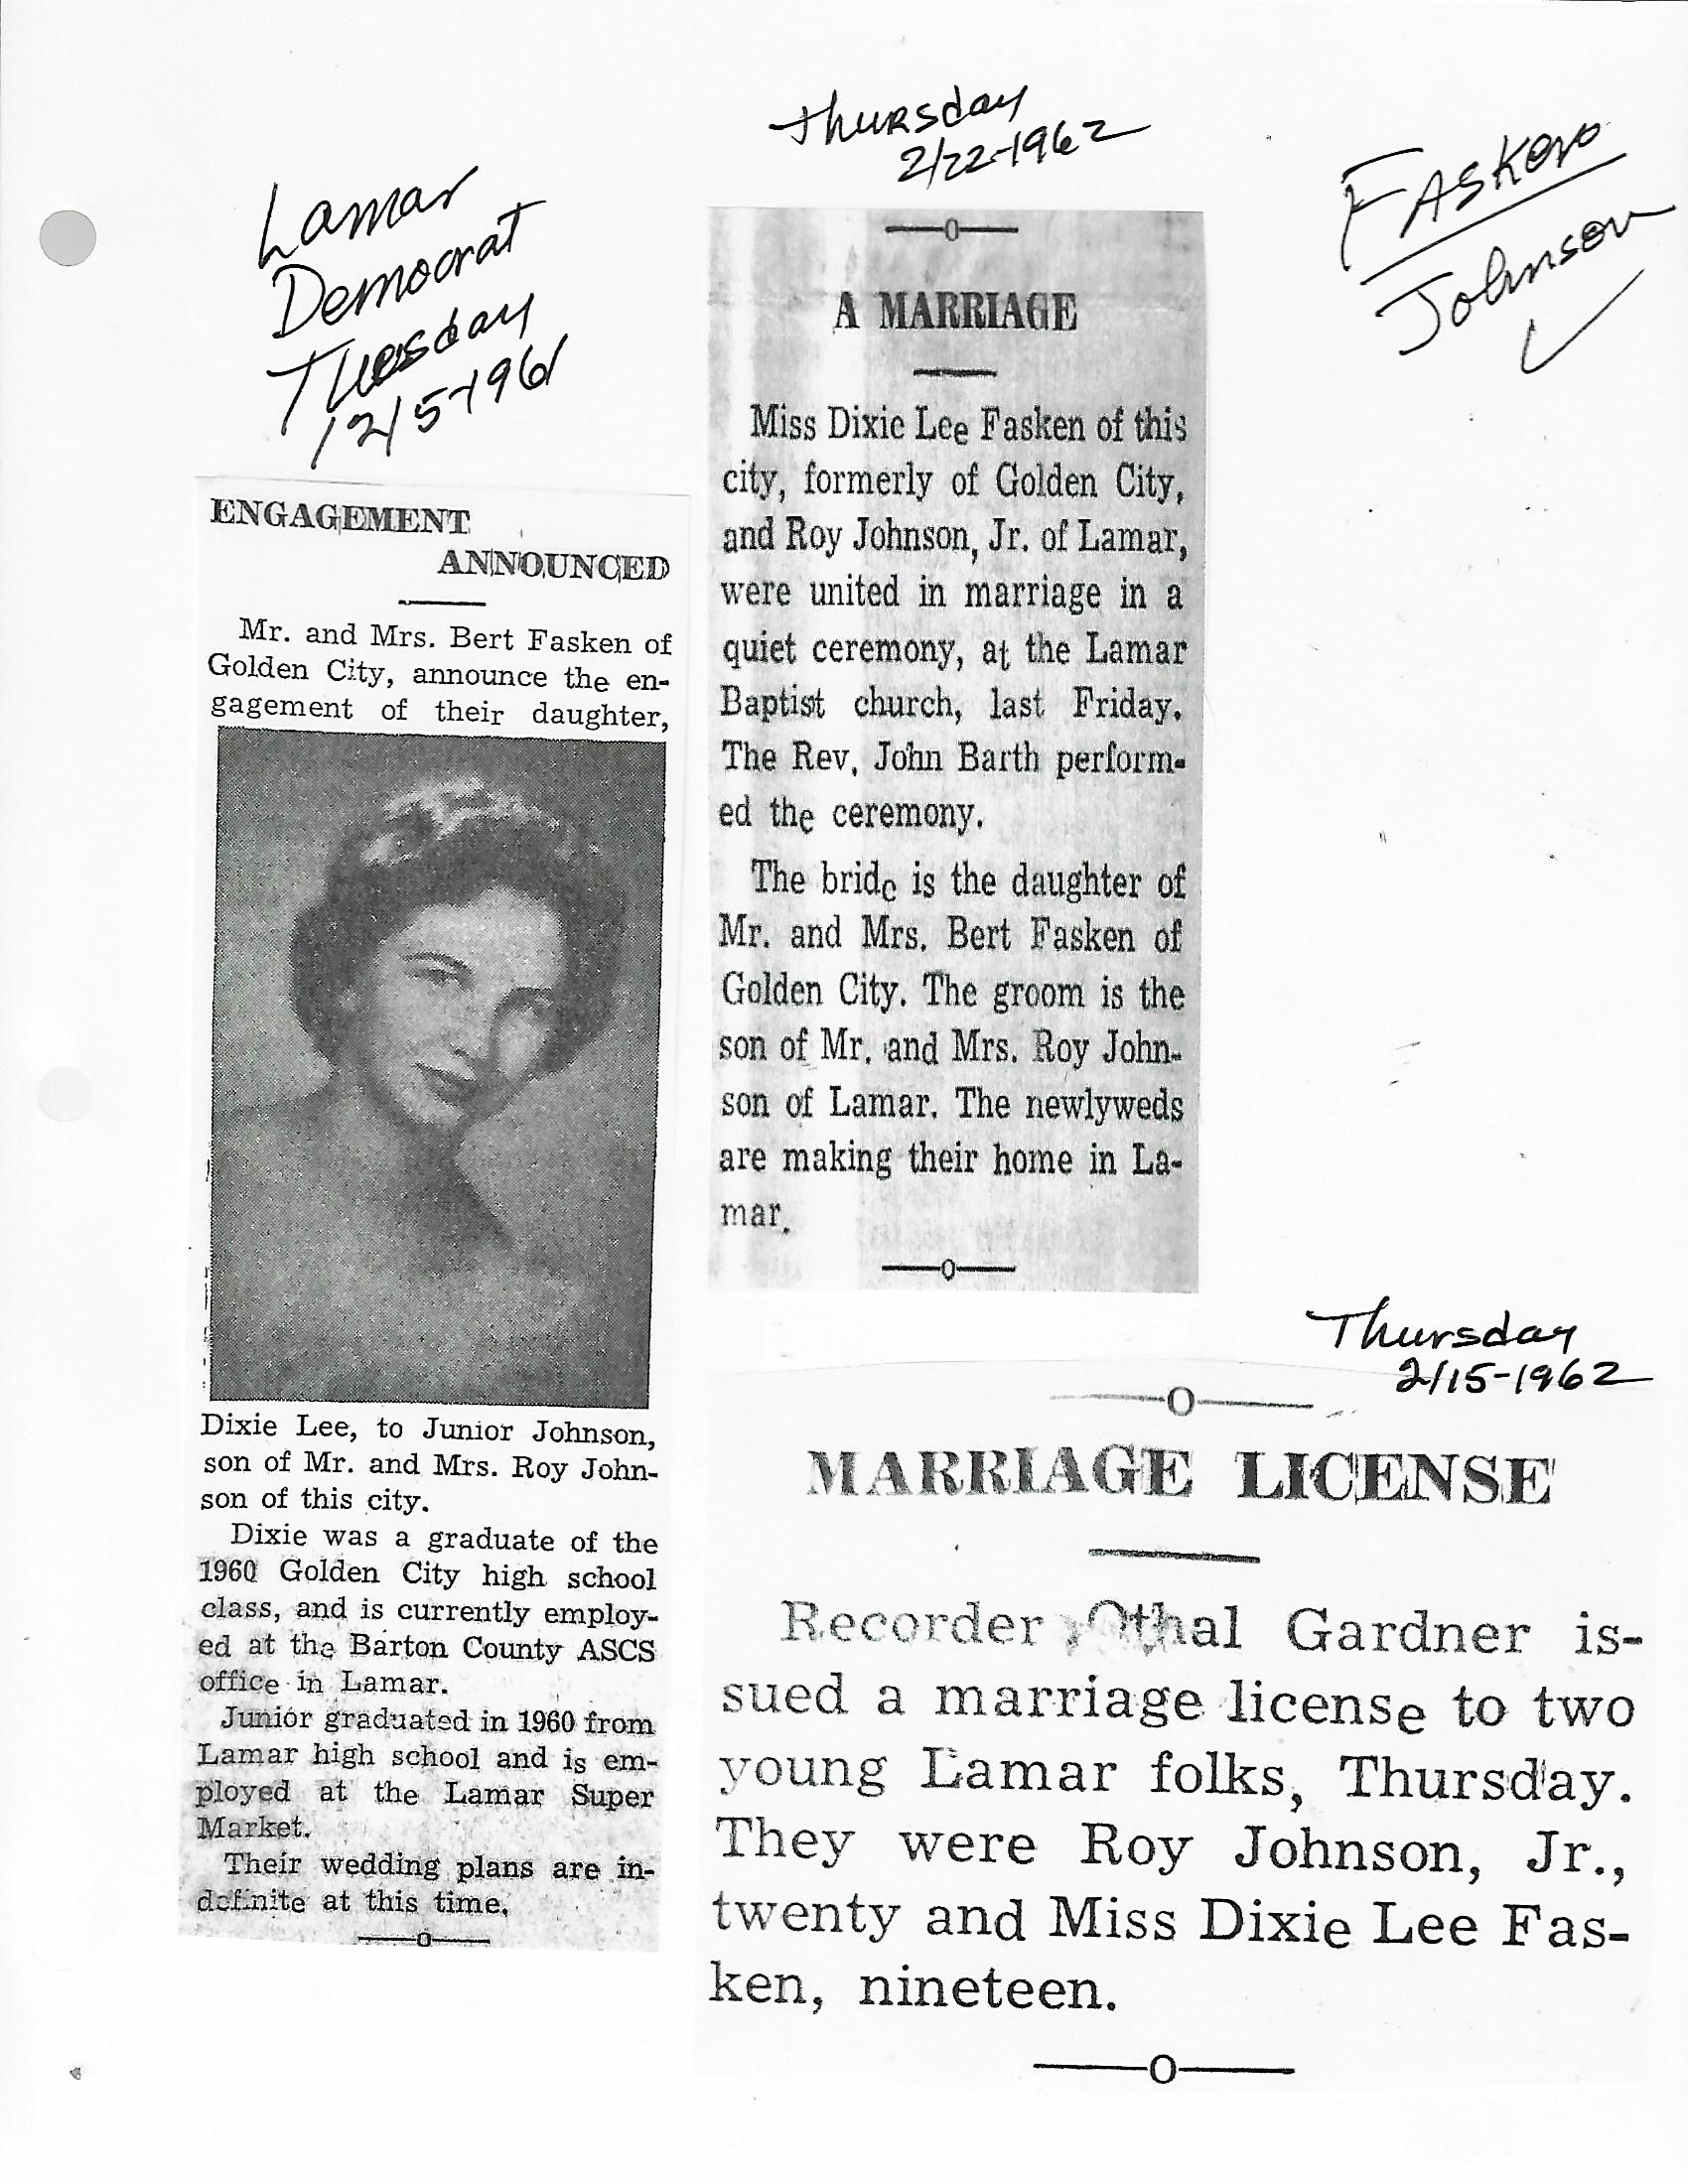 Lamar
Democrat
Tuesday
12/5-1961
ENGAGEMENT
ANNOUNCED
Mr. and Mrs. Bert Fasken of
Golden City, announce the en-
gagement of their daughter,
Dixie Lee, to Junior Johnson,
son of Mr. and Mrs. Roy John-
son of this city.
Dixie was a graduate of the
1960 Golden City high school
class, and is currently employ-
ed at the Barton County ASCS
office in Lamar.
Junior graduated in 1960 from
Lamar high school and is em-
ployed at the Lamar Super
Market.
Their wedding plans are in-
definite at this time.
Thursday
2/22-1962
A MARRIAGE
Miss Dixie Lee Fasken of this
city, formerly of Golden City,
and Roy Johnson, Jr. of Lamar,
were united in marriage in a
quiet ceremony, at the Lamar
Baptist church, last Friday.
The Rev. John Barth perform-
ed the ceremony.
The bride is the daughter of
Mr. and Mrs. Bert Fasken of
Golden City. The groom is the
son of Mr. and Mrs. Roy John-
son of Lamar. The newlyweds
are making their home in La-
mar.
Fasken
Johnson
Thursday
2/15-1962
MARRIAGE LICENSE
Recorder Othal Gardner is-
sued a marriage license to two
young Lamar folks, Thursday.
They were Roy Johnson, Jr.,
twenty and Miss Dixie Lee Fas-
ken, nineteen.